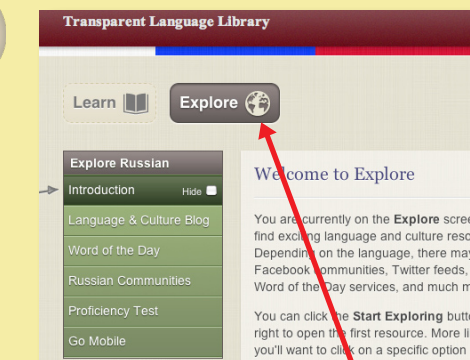 Transparent Language Library
Learn
Explore
Explore Russian
Introduction Hide
Language & Culture Blog
Word of the Day
Russian Communities
Proficiency Test
Go Mobile
Welcome to Explore
You are currently on the Explore
find exciting language and culture
Depending on the language, there may
Facebook communities, Twitter feeds,
Word of the Day services, and much
You can click the Start Exploring
right to open the first resource. More
you'll want to click on a specific option